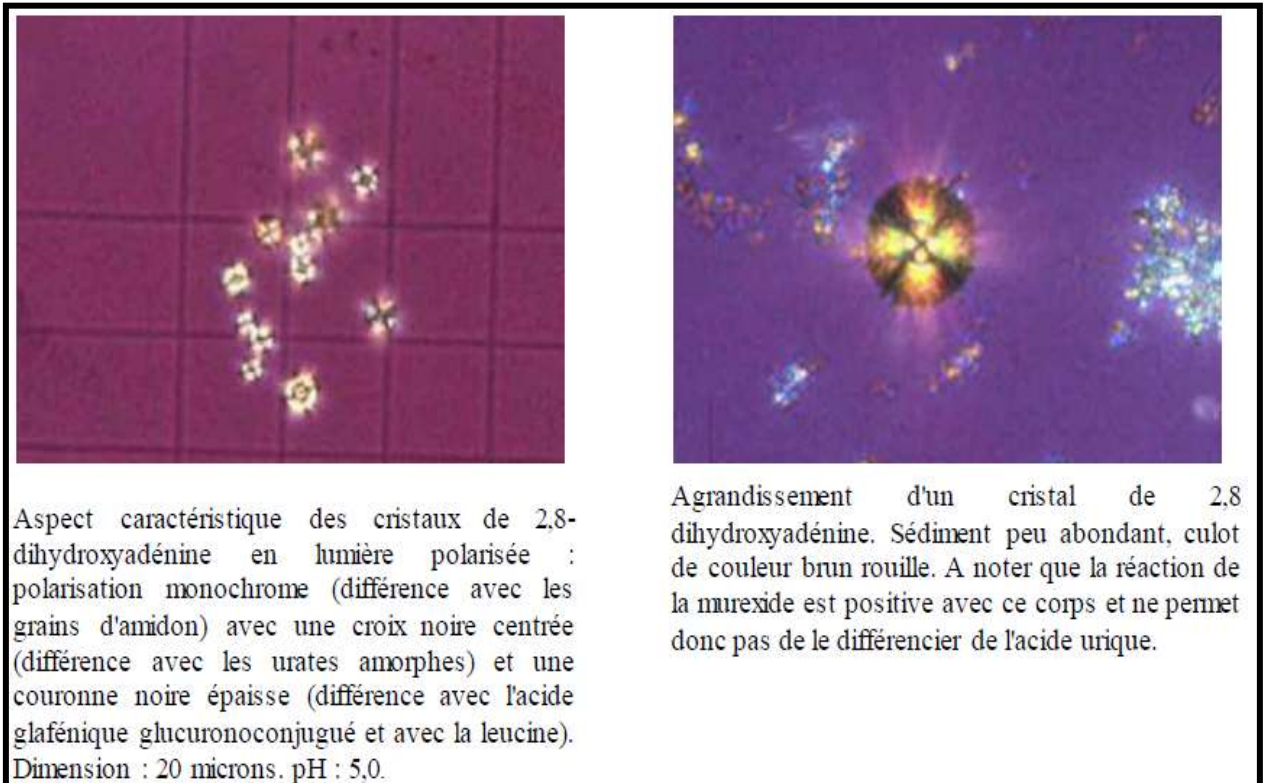 Aspect caractéristique des cristaux de 2,8-
dihydroxyadénine en lumière polarisée :
polarisation monochrome (différence avec les
grains d'amidon) avec une croix noire centrée
(différence avec les urates amorphes) et une
couronne noire épaisse (différence avec l'acide
glafénique glucuronoconjugué et avec la leucine).
Dimension : 20 microns. pH : 5,0.
Agrandissement d'un cristal de 2,8
dihydroxyadénine. Sédiment peu abondant, culot
de couleur brun rouille. A noter que la réaction de
la murexide est positive avec ce corps et ne permet
donc pas de le différencier de l'acide urique.